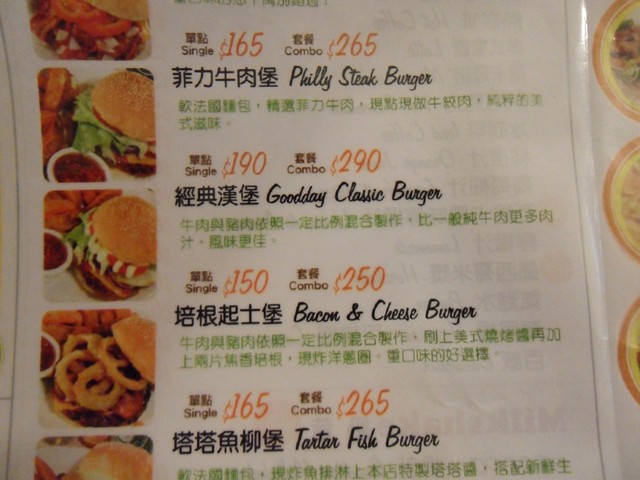 單點 Single $165 套餐 Combo $265
菲力牛肉堡 Philly Steak Burger
軟法國麵包，精選菲力牛肉，現點現做牛絞肉，純粹的美
式滋味。
單點 Single $190 套餐 Combo $290
經典漢堡 Goodday Classic Burger
牛肉與豬肉依照一定比例混合製作，比一般純牛肉更多肉
汁，風味更佳。
單點 Single $150 套餐 Combo $250
培根起士堡 Bacon & Cheese Burger
牛肉與豬肉依照一定比例混合製作，刷上美式燒烤醬再加
上兩片焦香培根，現炸洋蔥圈。重口味的好選擇
單點 Single $165 套餐 Combo $265
塔塔魚柳堡 Tartar Fish Burger
軟法國麵包，現炸魚排淋上本店特製塔塔醬，搭配新鮮生